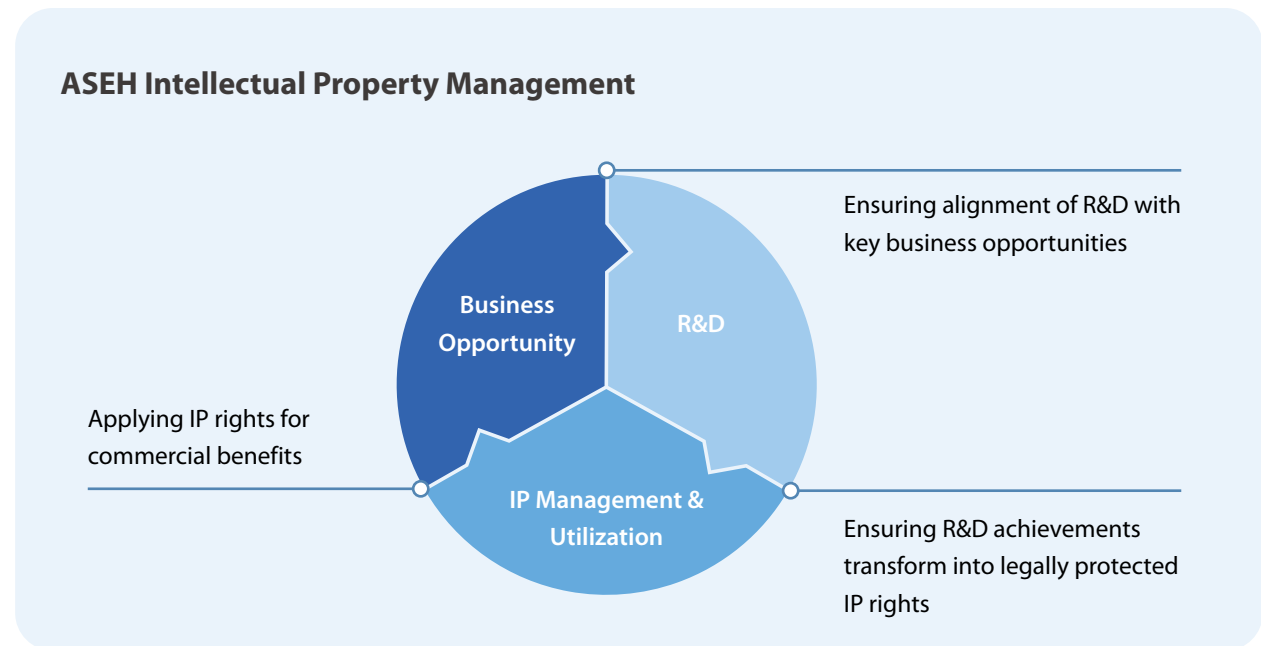 ASEH Intellectual Property Management
Ensuring alignment of R&D with
key business opportunities
Business
Opportunity
R&D
Applying IP rights for
commercial benefits
IP Management &
Utilization
Ensuring R&D achievements
transform into legally protected
IP rights